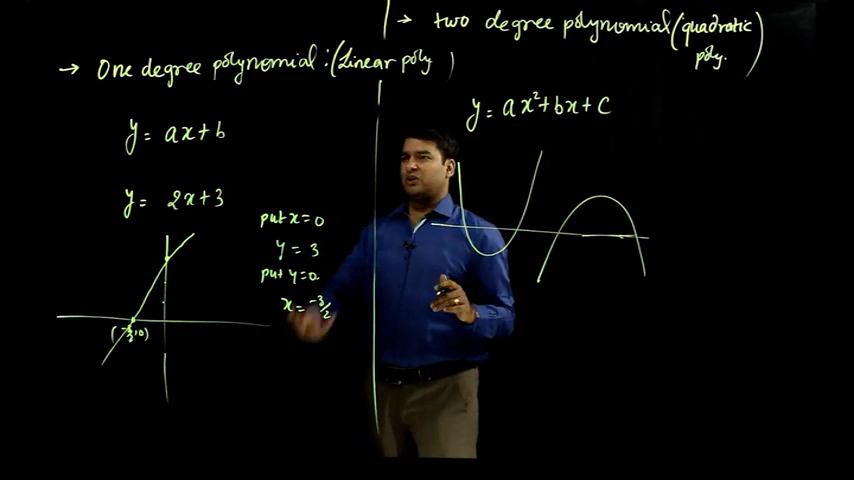 → One degree polynomial :(Linear poly )
y = ax+b
y = 2x+3
put x=0
y = 3
put y=0
x = -3/2
(-3/2,0)
→ two degree polynomial (quadratic
poly. )
y = ax²+bx+c